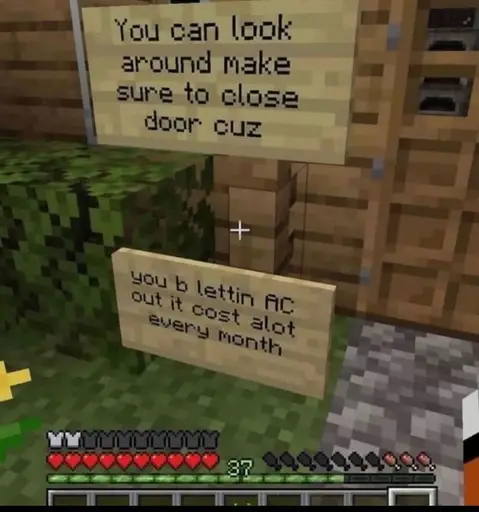 You can look
around make
sure to close
door cuz
you b lettin AC
out it cost alot
every month
37